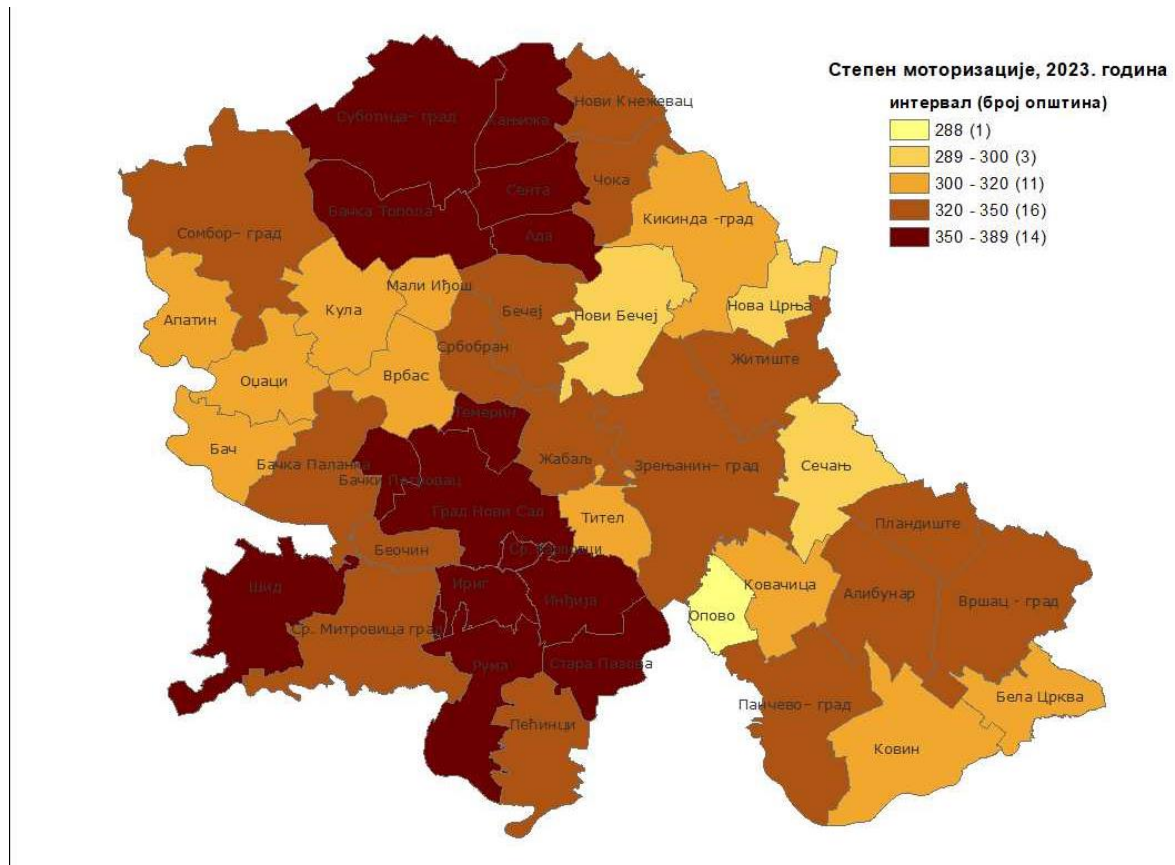 Степен моторизације, 2023. година
интервал (број општина)
288 (1)
289 - 300 (3)
300 - 320 (11)
320 - 350 (16)
350 - 389 (14)
Нови Кнежевац
Суботица- град
Кањижа
Чока
Сента
Бачка Топола
Кикинда -град
Сомбор- град
Ада
Мали Иђош
Нова Црња
Бечеј
Нови Бечеј
Кула
Апатин
Србобран
Житиште
Врбас
Оџаци
Темерин
Бач
Бачка Паланка
Жабаљ
Зрењанин- град
Сечањ
Бачки Петровац
Град Нови Сад
Тител
Пландиште
Беочин
Ср. Карловци
Шид
Ириг
Ковачица
Алибунар
Инђија
Вршац - град
Опово
Ср. Митровица град
Рума
Стара Пазова
Бела Црква
Панчево- град
Пећинци
Ковин